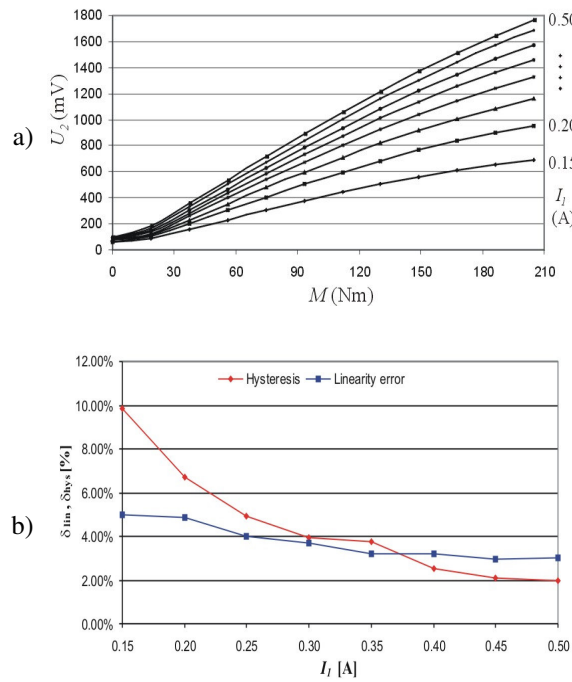 a)
U2 (mV)
1800
1600
1400
1200
1000
800
600
400
200
0
0 30 60 90 120 150 180 210
M (Nm)
0.50
0.20
0.15
I1
(A)
b)
δ lin , δhys [%]
12.00%
10.00%
8.00%
6.00%
4.00%
2.00%
0.00%
Hysteresis Linearity error
0.15 0.20 0.25 0.30 0.35 0.40 0.45 0.50
I1 [A]